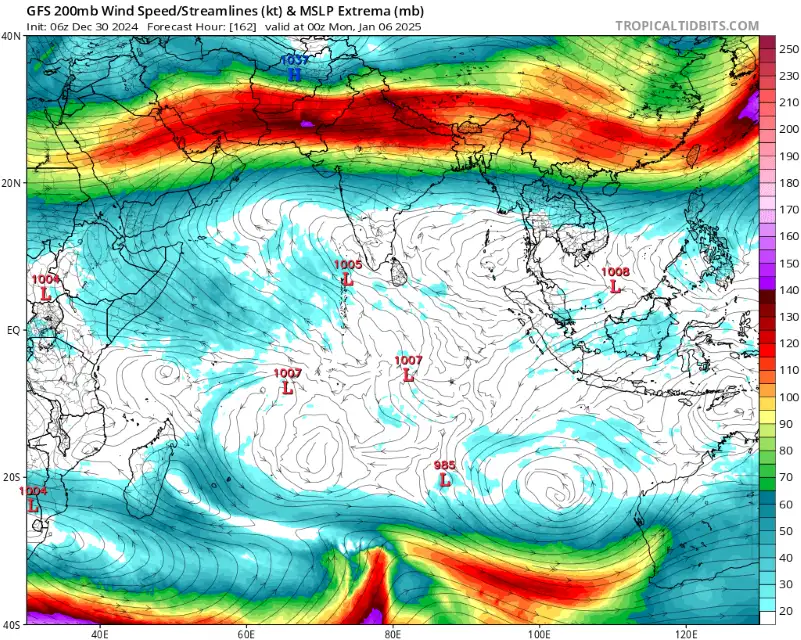 GFS 200mb Wind Speed/Streamlines (kt) & MSLP Extrema (mb)
Init: 06z Dec 30 2024 Forecast Hour: [162] valid at 00z Mon, Jan 06 2025 TROPICALTIDBITS.COM
40N
20N
EQ
20S
40S
40E 60E 80E 100E 120E
1037
H
1005
L
1004
L
1008
L
1007
L
1007
L
985
L
1004
L
250
230
220
210
200
190
180
170
160
150
140
130
120
110
100
90
80
70
60
50
40
30
20